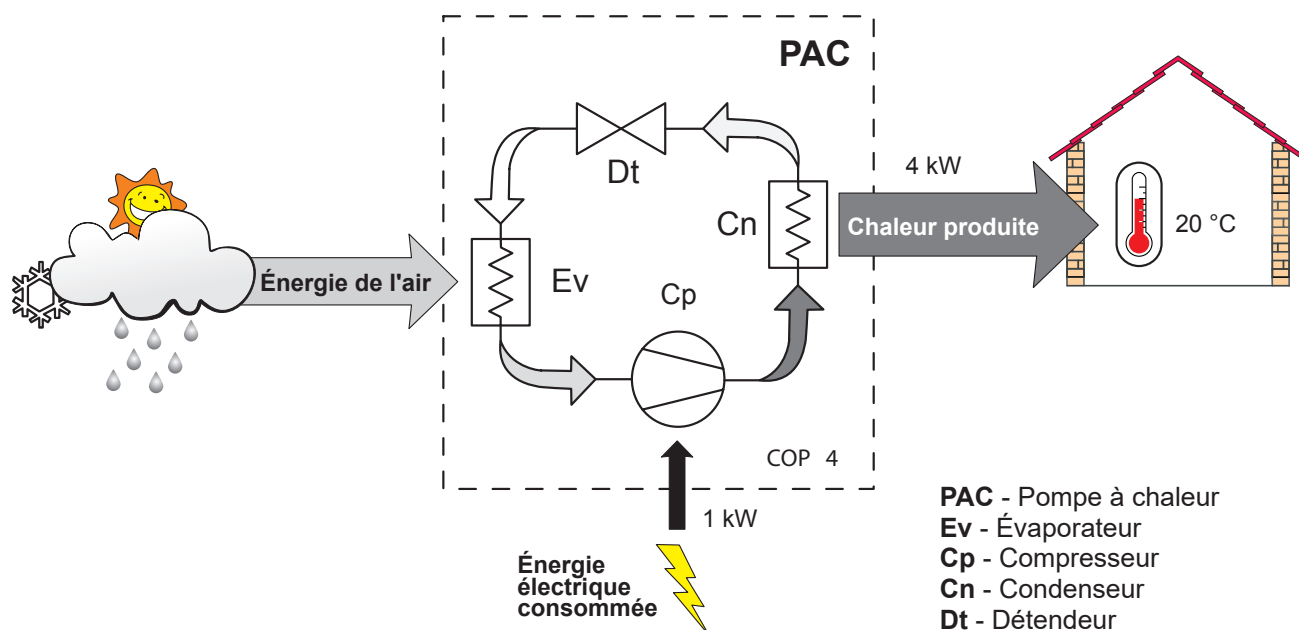 PAC
Dt
4 kW
Cn
Chaleur produite
20 °C
Énergie de l'air
Ev
Cp
COP 4
1 kW
Énergie
électrique
consommée
PAC - Pompe à chaleur
Ev - Évaporateur
Cp - Compresseur
Cn - Condenseur
Dt - Détendeur